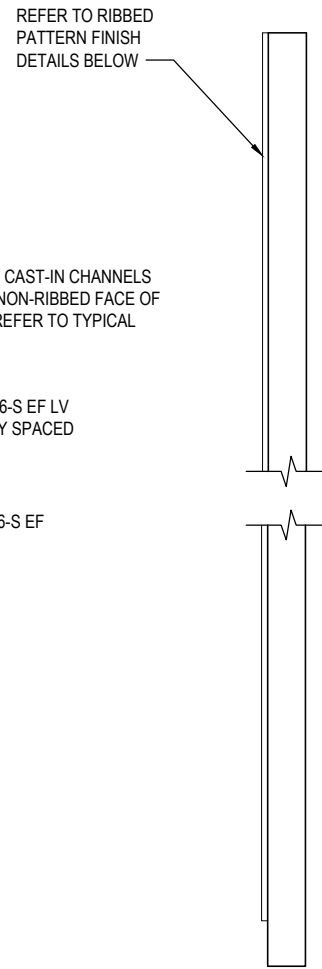 REFER TO RIBBED
PATTERN FINISH
DETAILS BELOW
CAST-IN CHANNELS
NON-RIBBED FACE OF
REFER TO TYPICAL
6-S EF LV
Y SPACED
6-S EF